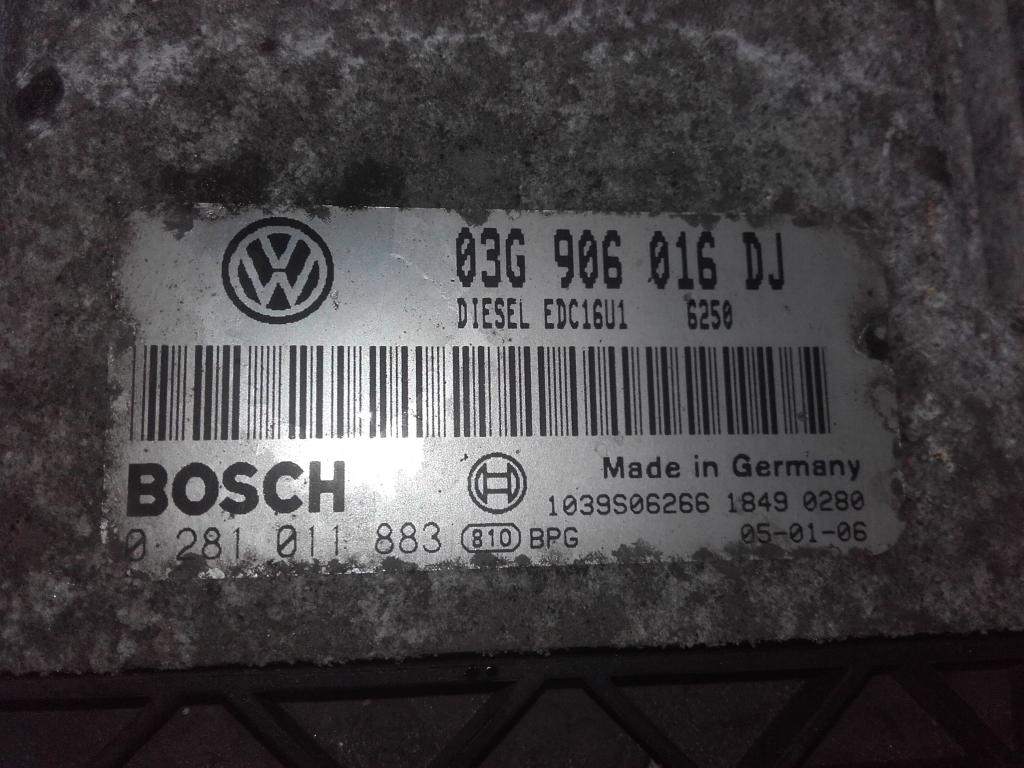 03G 906 016 DJ
DIESEL EDC16U1 6250
BOSCH
Made in Germany
1039S06266 1849 0280
0 281 011 883 810 BPG 05-01-06